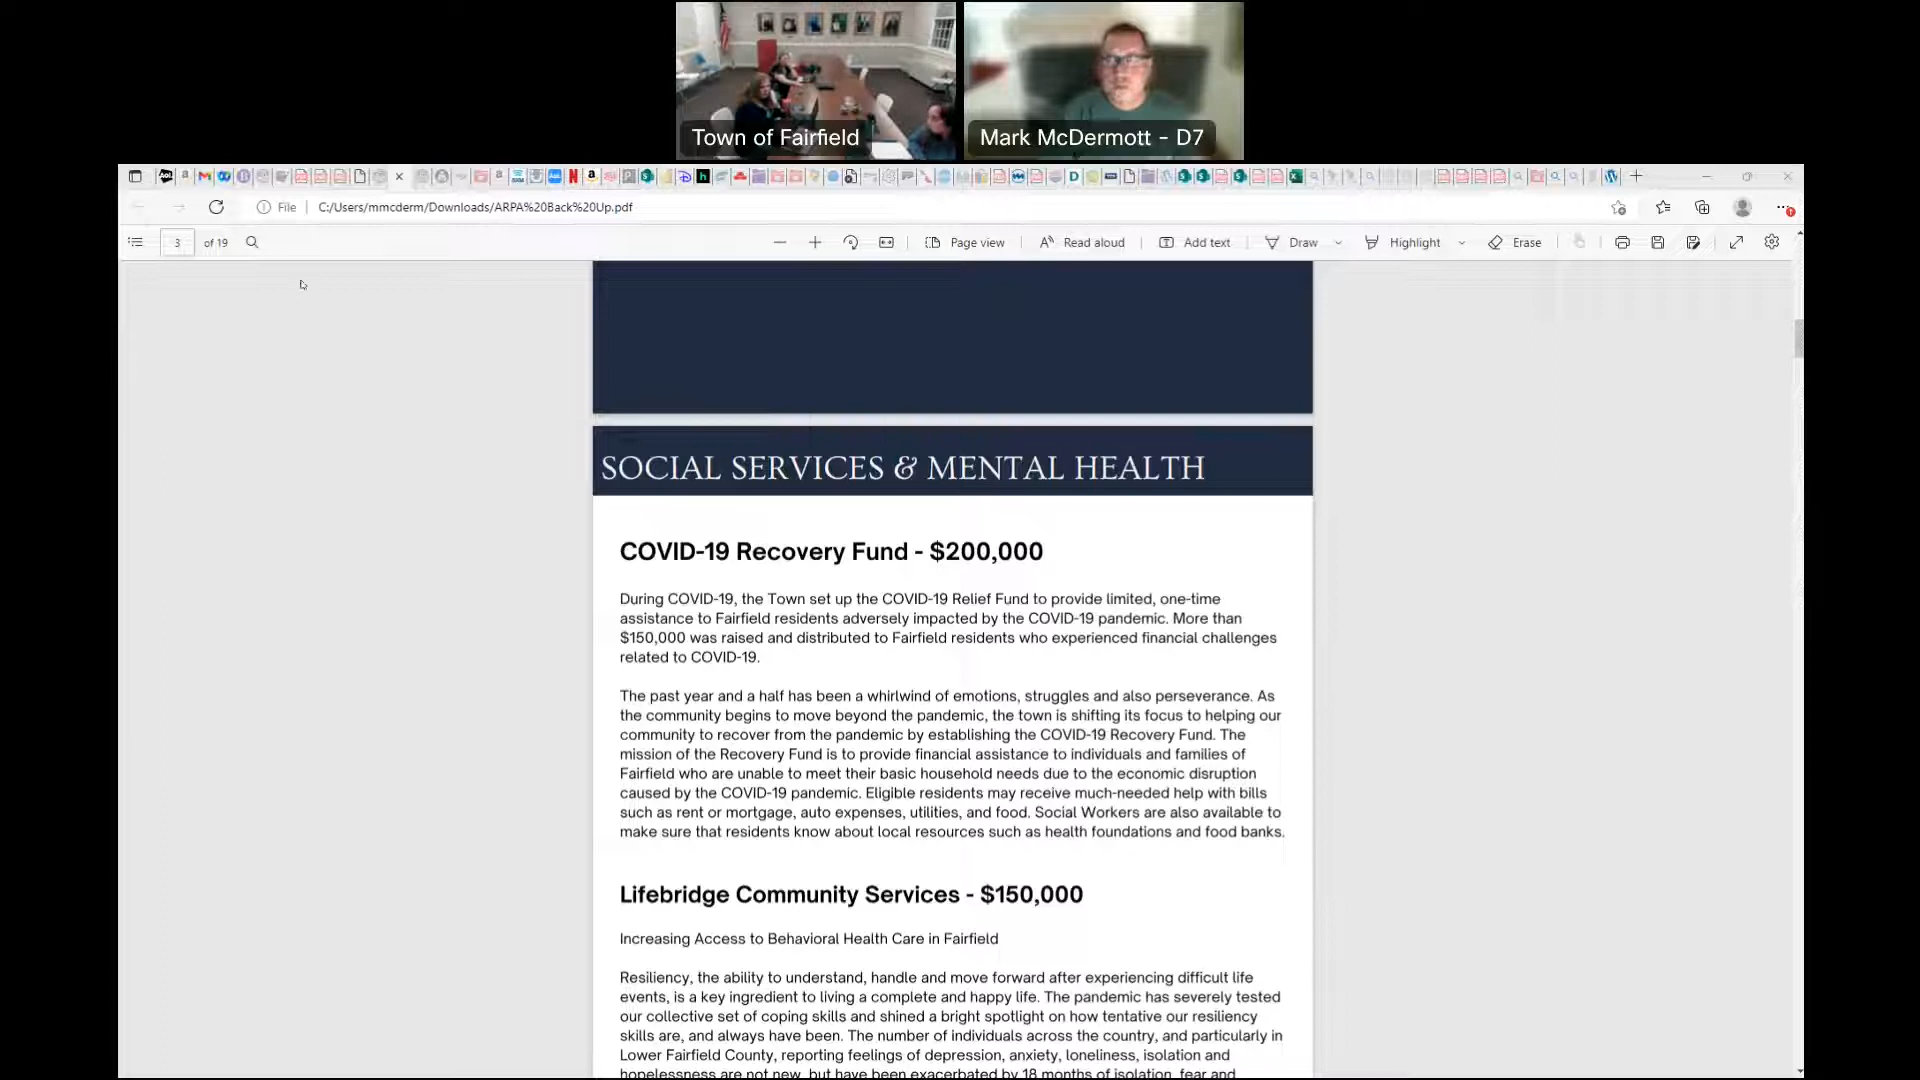 Town of Fairfield
Mark McDermott - D7
File
C:/Users/mmcderm/Downloads/ARPA%20Back%20Up.pdf
3 of 19
Page view
Read aloud
Add text
Draw
Highlight
Erase
SOCIAL SERVICES & MENTAL HEALTH
COVID-19 Recovery Fund - $200,000
During COVID-19, the Town set up the COVID-19 Relief Fund to provide limited, one-time
assistance to Fairfield residents adversely impacted by the COVID-19 pandemic. More than
$150,000 was raised and distributed to Fairfield residents who experienced financial challenges
related to COVID-19.
The past year and a half has been a whirlwind of emotions, struggles and also perseverance. As
the community begins to move beyond the pandemic, the town is shifting its focus to helping our
community to recover from the pandemic by establishing the COVID-19 Recovery Fund. The
mission of the Recovery Fund is to provide financial assistance to individuals and families of
Fairfield who are unable to meet their basic household needs due to the economic disruption
caused by the COVID-19 pandemic. Eligible residents may receive much-needed help with bills
such as rent or mortgage, auto expenses, utilities, and food. Social Workers are also available to
make sure that residents know about local resources such as health foundations and food banks.
Lifebridge Community Services - $150,000
Increasing Access to Behavioral Health Care in Fairfield
Resiliency, the ability to understand, handle and move forward after experiencing difficult life
events, is a key ingredient to living a complete and happy life. The pandemic has severely tested
our collective set of coping skills and shined a bright spotlight on how tentative our resiliency
skills are, and always have been. The number of individuals across the country, and particularly in
Lower Fairfield County, reporting feelings of depression, anxiety, loneliness, isolation and
hopelessness are not new, but have been exacerbated by 18 months of isolation, fear and